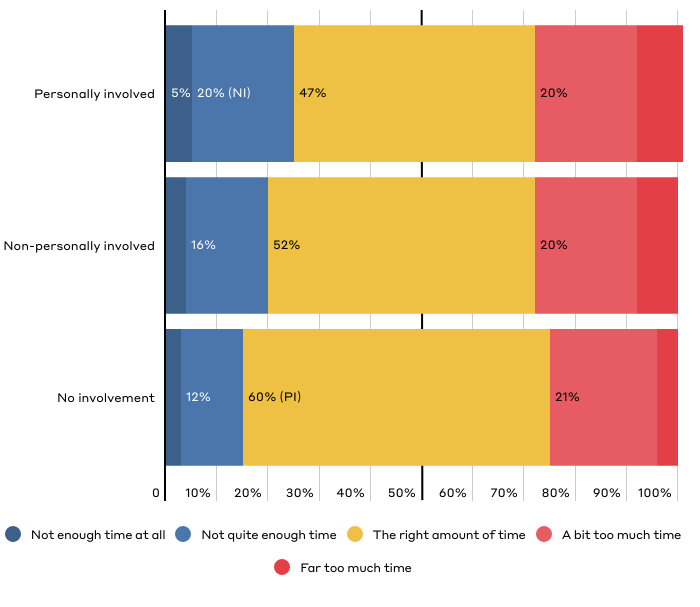 Personally involved 5% 20% (NI) 47% 20%
Non-personally involved 16% 52% 20%
No involvement 12% 60% (PI) 21%
0 10% 20% 30% 40% 50% 60% 70% 80% 90% 100%
Not enough time at all Not quite enough time The right amount of time A bit too much time
Far too much time